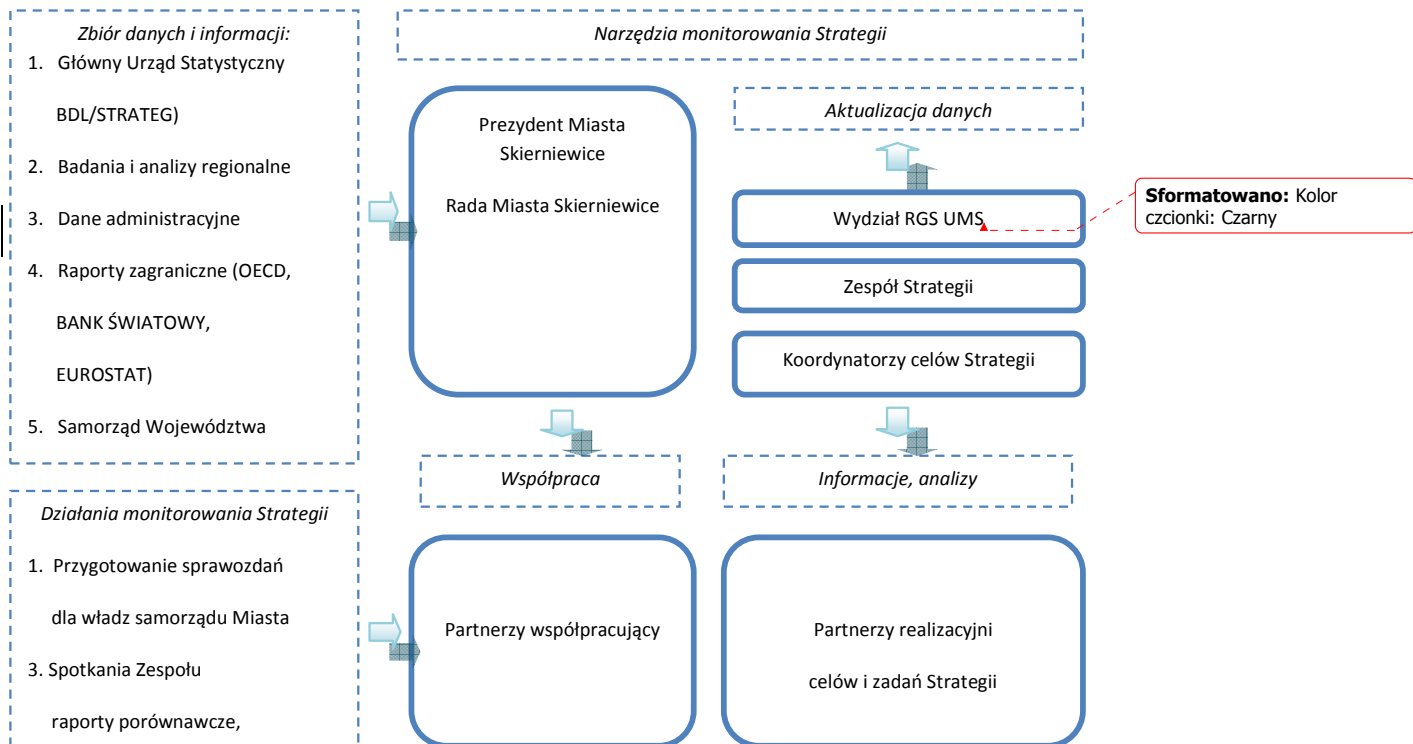 Zbiór danych i informacji:
1. Główny Urząd Statystyczny
BDL/STRATEG)
2. Badania i analizy regionalne
3. Dane administracyjne
4. Raporty zagraniczne (OECD,
BANK ŚWIATOWY,
EUROSTAT)
5. Samorząd Województwa
Działania monitorowania Strategii
1. Przygotowanie sprawozdań
dla władz samorządu Miasta
3. Spotkania Zespołu
raporty porównawcze,
Narzędzia monitorowania Strategii
Prezydent Miasta
Skierniewice
Rada Miasta Skierniewice
Aktualizacja danych
Wydział RGS UMS
Zespół Strategii
Koordynatorzy celów Strategii
Współpraca
Informacje, analizy
Partnerzy współpracujący
Partnerzy realizacyjni
celów i zadań Strategii
Sformatowano: Kolor
czcionki: Czarny